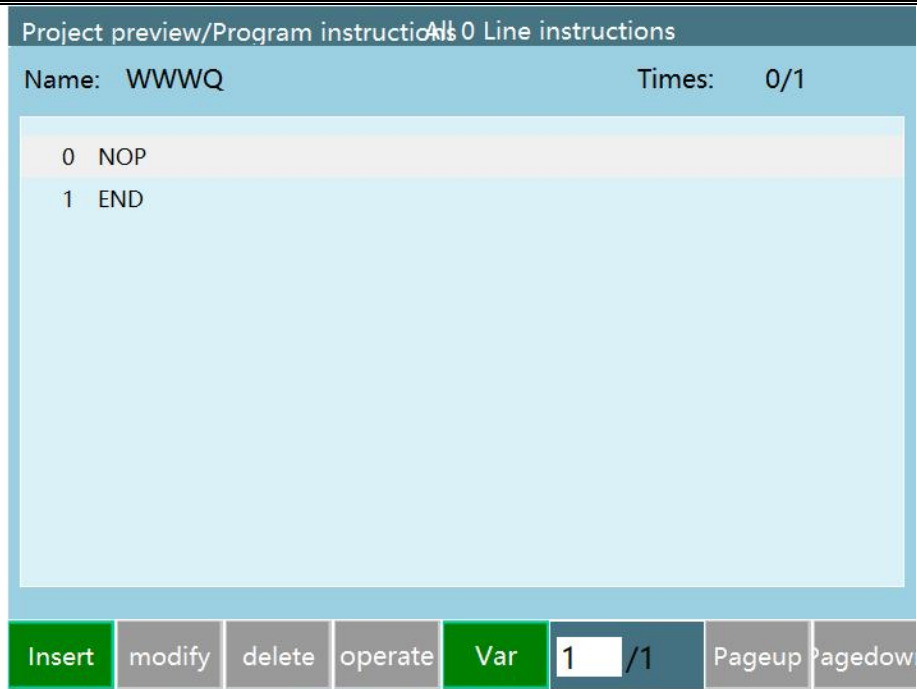 Project preview/Program instructions All 0 Line instructions
Name: WWWQ Times: 0/1
0 NOP
1 END
Insert modify delete operate Var 1 /1 Pageup Pagedow